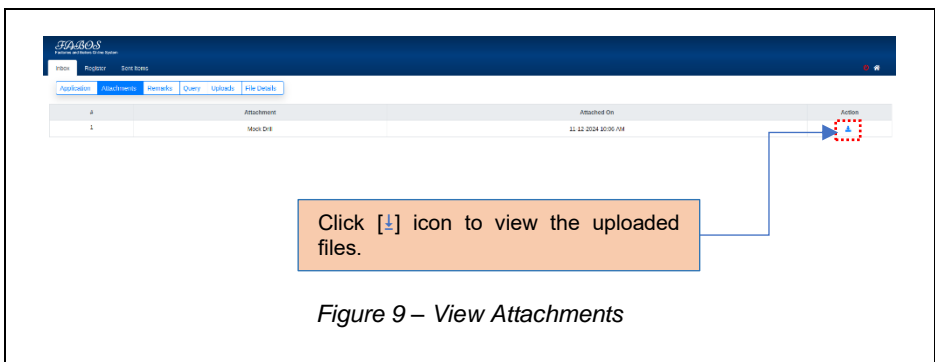 FABOS
Factories and Boilers Online System
Inbox Register Sent Items
Application Attachments Remarks Query Uploads File Details
# Attachment Attached On Action
1 Mock Drill 11-12-2024 10:06 AM
Click [⤓] icon to view the uploaded
files.
Figure 9 – View Attachments